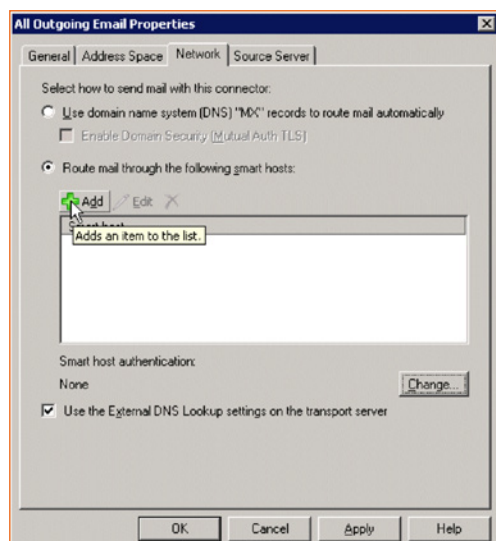 All Outgoing Email Properties
General Address Space Network Source Server
Select how to send mail with this connector:
Use domain name system (DNS) "MX" records to route mail automatically
Enable Domain Security (Mutual Auth TLS)
Route mail through the following smart hosts:
Add Edit
Smart host
Adds an item to the list.
Smart host authentication:
None Change...
Use the External DNS Lookup settings on the transport server
OK Cancel Apply Help